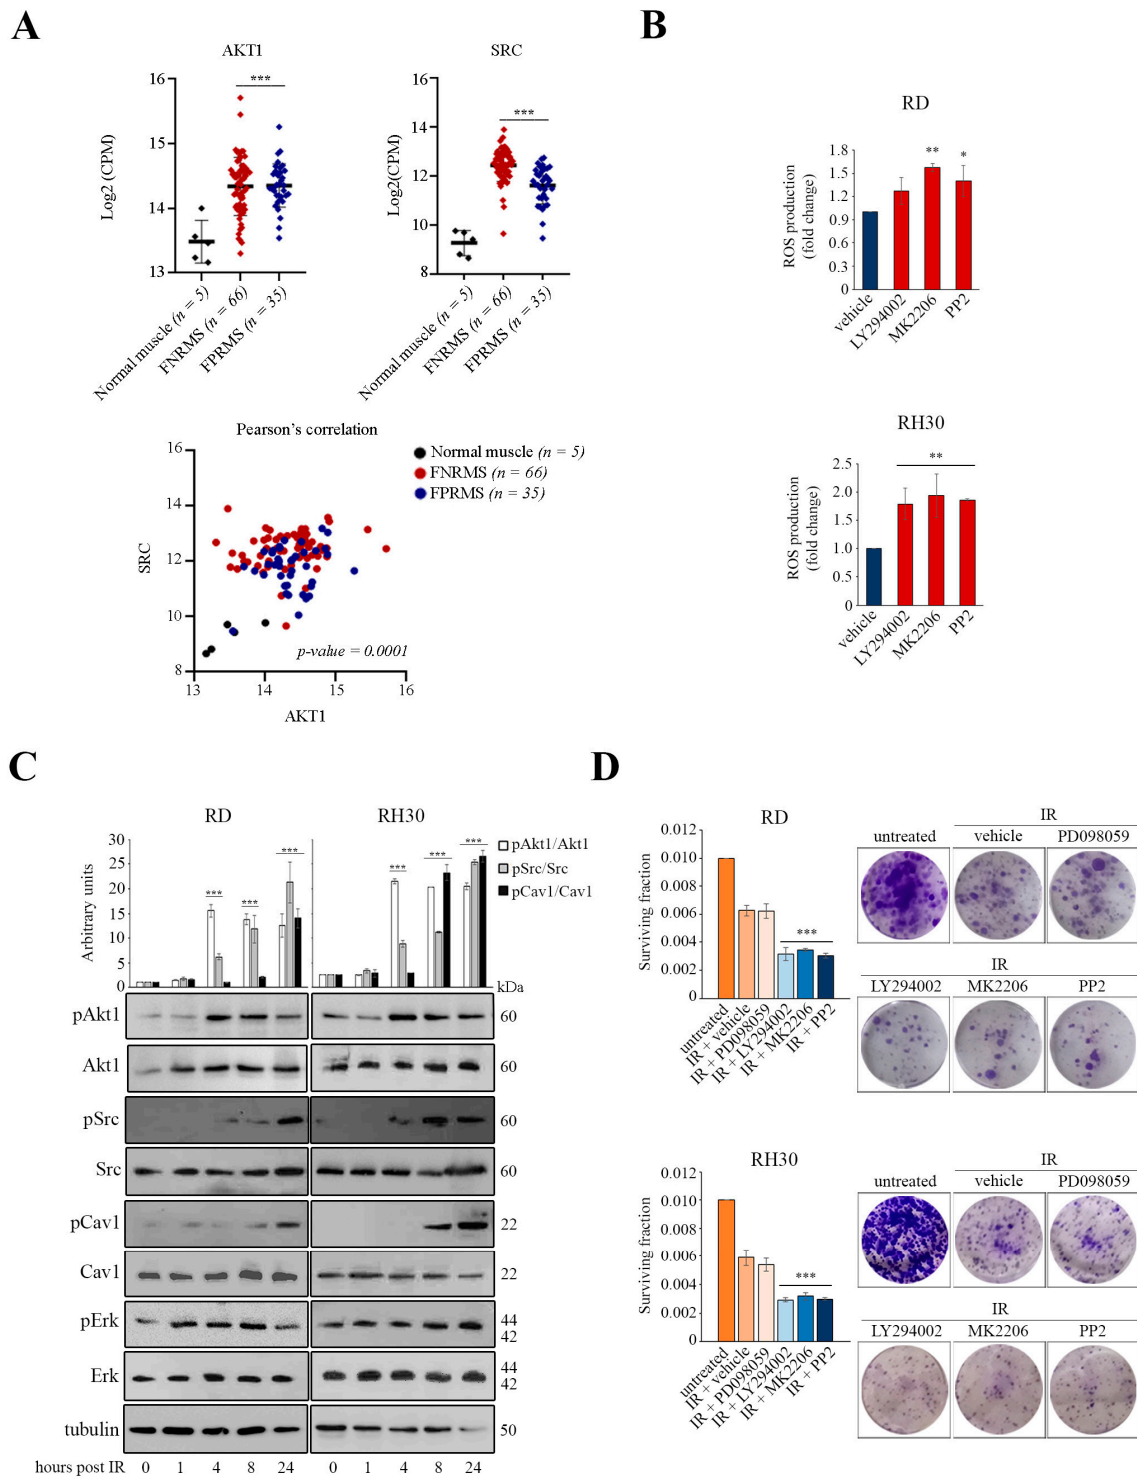 A
AKT1
Log2 (CPM)
16
15
14
13
***
Normal muscle (n = 5)
FNRMS (n = 66)
FPRMS (n = 35)
SRC
Log2(CPM)
16
14
12
10
8
***
Normal muscle (n = 5)
FNRMS (n = 66)
FPRMS (n = 35)
Pearson's correlation
SRC
16
14
12
10
8
13
14
15
16
AKT1
p-value = 0.0001
Normal muscle (n = 5)
FNRMS (n = 66)
FPRMS (n = 35)
B
RD
ROS production
(fold change)
1.8
1.5
1.2
0.9
0.6
0.3
0
**
*
vehicle
LY294002
MK2206
PP2
RH30
ROS production
(fold change)
2.5
2.0
1.5
1.0
0.5
0
**
vehicle
LY294002
MK2206
PP2
C
RD
RH30
Arbitrary units
30
25
20
15
10
5
0
***
***
***
***
***
***
pAkt1/Akt1
pSrc/Src
pCav1/Cav1
kDa
pAkt1
60
Akt1
60
pSrc
60
Src
60
pCav1
22
Cav1
22
pErk
44
42
Erk
44
42
tubulin
50
hours post IR
0 1 4 8 24
0 1 4 8 24
D
RD
Surviving fraction
0.012
0.010
0.008
0.006
0.004
0.002
0
***
untreated
IR + vehicle
IR + PD098059
IR + LY294002
IR + MK2206
IR + PP2
IR
untreated vehicle PD098059
IR
LY294002 MK2206 PP2
RH30
Surviving fraction
0.012
0.010
0.008
0.006
0.004
0.002
0
***
untreated
IR + vehicle
IR + PD098059
IR + LY294002
IR + MK2206
IR + PP2
IR
untreated vehicle PD098059
IR
LY294002 MK2206 PP2